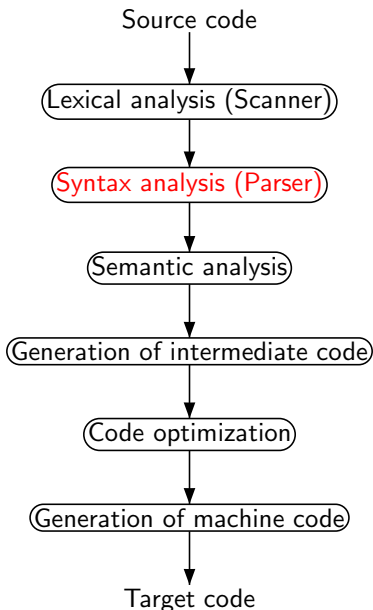 Source code
Lexical analysis (Scanner)
Syntax analysis (Parser)
Semantic analysis
Generation of intermediate code
Code optimization
Generation of machine code
Target code